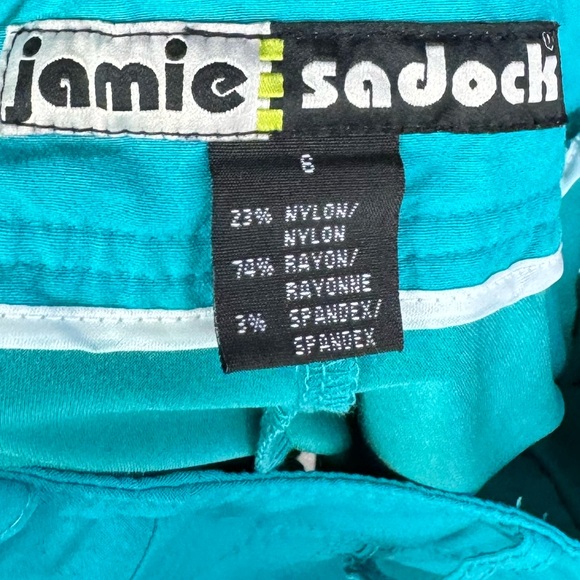 jamie sadock
6
23% NYLON/
NYLON
74% RAYON/
RAYONNE
3% SPANDEX/
SPANDEX